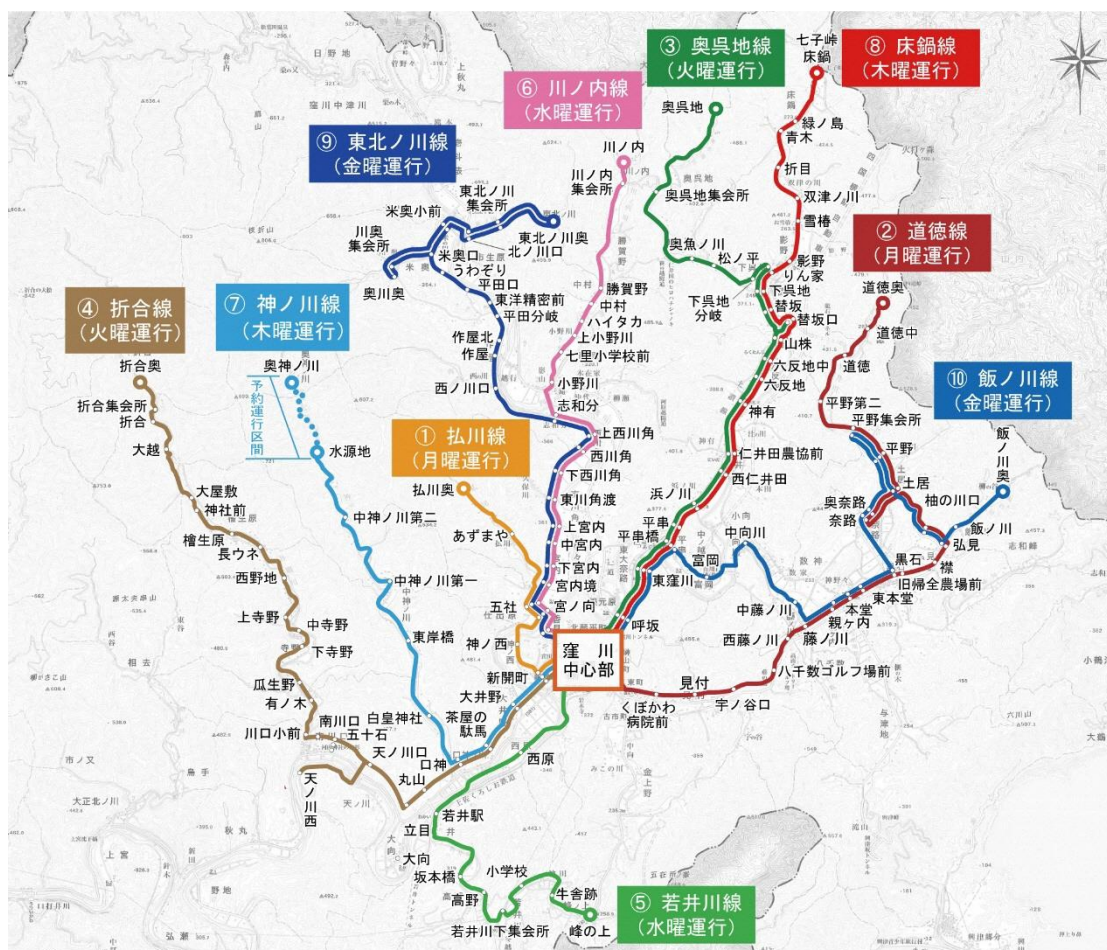 七子峠
床鍋
③ 奥呉地線
（火曜運行）
⑧ 床鍋線
（木曜運行）
⑥ 川ノ内線
（水曜運行）
⑨ 東北ノ川線
（金曜運行）
② 道徳線
（月曜運行）
④ 折合線
（火曜運行）
⑦ 神ノ川線
（木曜運行）
⑩ 飯ノ川線
（金曜運行）
① 払川線
（月曜運行）
⑤ 若井川線
（水曜運行）
奥呉地
奥呉地集会所
奥魚ノ川
松ノ平
下呉地
分岐
緑ノ島
青木
折目
双津ノ川
雪椿
影野
りん家
下呉地
替坂
替坂口
山株
六反地中
六反地
神有
仁井田農協前
西仁井田
浜ノ川
平串
平串橋
東窪川
呼坂
川ノ内
川ノ内
集会所
勝賀野
中村
ハイタカ
上小野川
七里小学校前
小野川
志和分
上西川角
西川角
下西川角
東川角渡
上宮内
中宮内
下宮内
宮内境
宮ノ向
東北ノ川
集会所
東北ノ川奥
北ノ川口
米奥小前
川奥
集会所
奥川奥
米奥口
うわぞり
平田口
東洋精密前
平田分岐
作屋北
作屋
西ノ川口
道徳奥
道徳中
道徳
平野第二
平野集会所
平野
土居
柚の川口
奥奈路
奈路
飯ノ川奥
飯ノ川
弘見
襟
黒石
旧帰全農場前
東本堂
本堂
親ヶ内
藤ノ川
中藤ノ川
西藤ノ川
八千数ゴルフ場前
宇ノ谷口
見付
くぼかわ
病院前
富岡
中向川
折合奥
折合集会所
折合
大越
大屋敷
神社前
檜生原
長ウネ
西野地
上寺野
中寺野
下寺野
瓜生野
有ノ木
川口小前
南川口
五十石
天ノ川西
天ノ川口
丸山
口神
奥神ノ川
予約運行区間
水源地
中神ノ川第二
中神ノ川第一
東岸橋
白皇神社
茶屋の
駄馬
大井野
新開町
払川奥
あずまや
五社
神ノ西
窪 川
中心部
西原
若井駅
立目
大向
坂本橋
高野
若井川下集会所
小学校
牛舎跡
峰の上
土佐くろしお鉄道